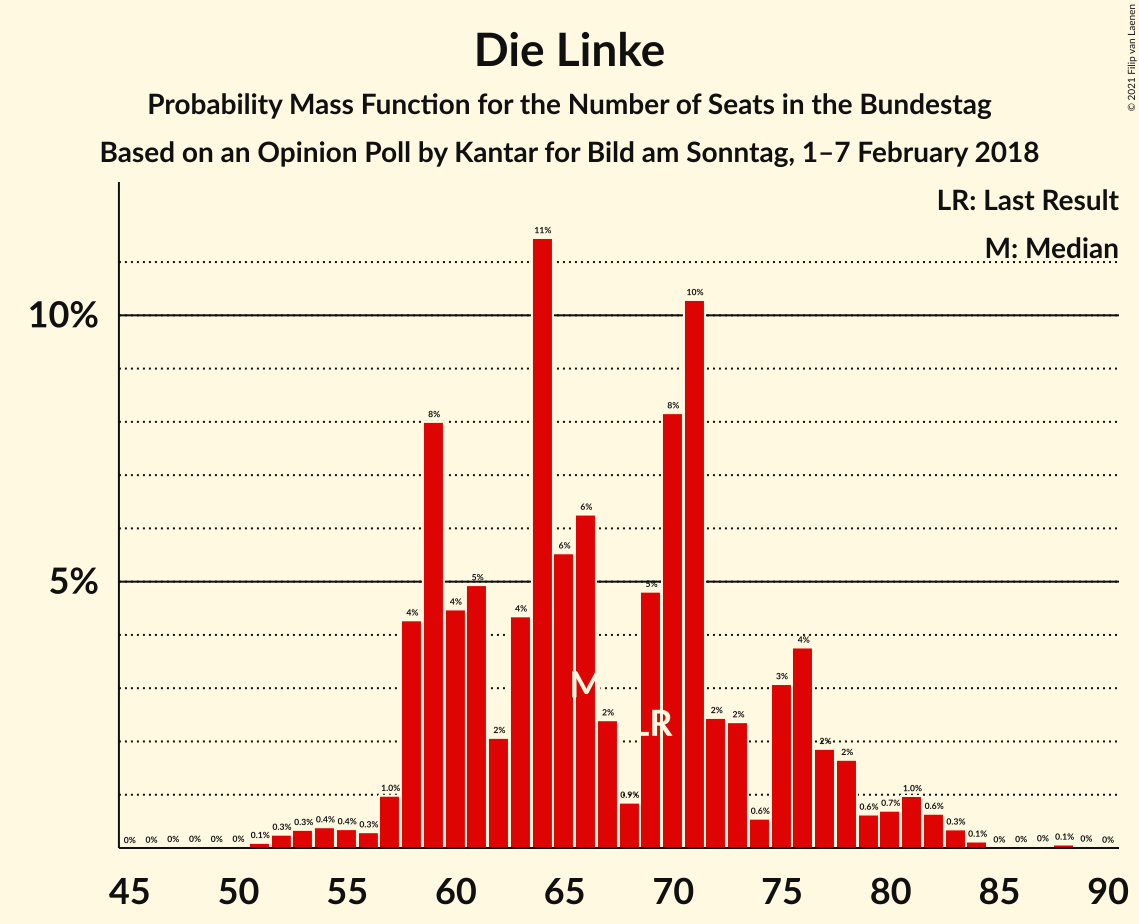 © 2021 Filip van Laenen
Die Linke
Probability Mass Function for the Number of Seats in the Bundestag
Based on an Opinion Poll by Kantar for Bild am Sonntag, 1–7 February 2018
LR: Last Result
M: Median
10%
5%
0% 0% 0% 0% 0% 0% 0.1% 0.3% 0.3% 0.4% 0.4% 0.3% 1.0% 4% 8% 4% 5% 2% 4% 11% 6% 6% 2% 0.9% 5% 8% 10% 2% 2% 0.6% 3% 4% 2% 2% 0.6% 0.7% 1.0% 0.6% 0.3% 0.1% 0% 0% 0% 0.1% 0% 0%
M
LR
45 50 55 60 65 70 75 80 85 90